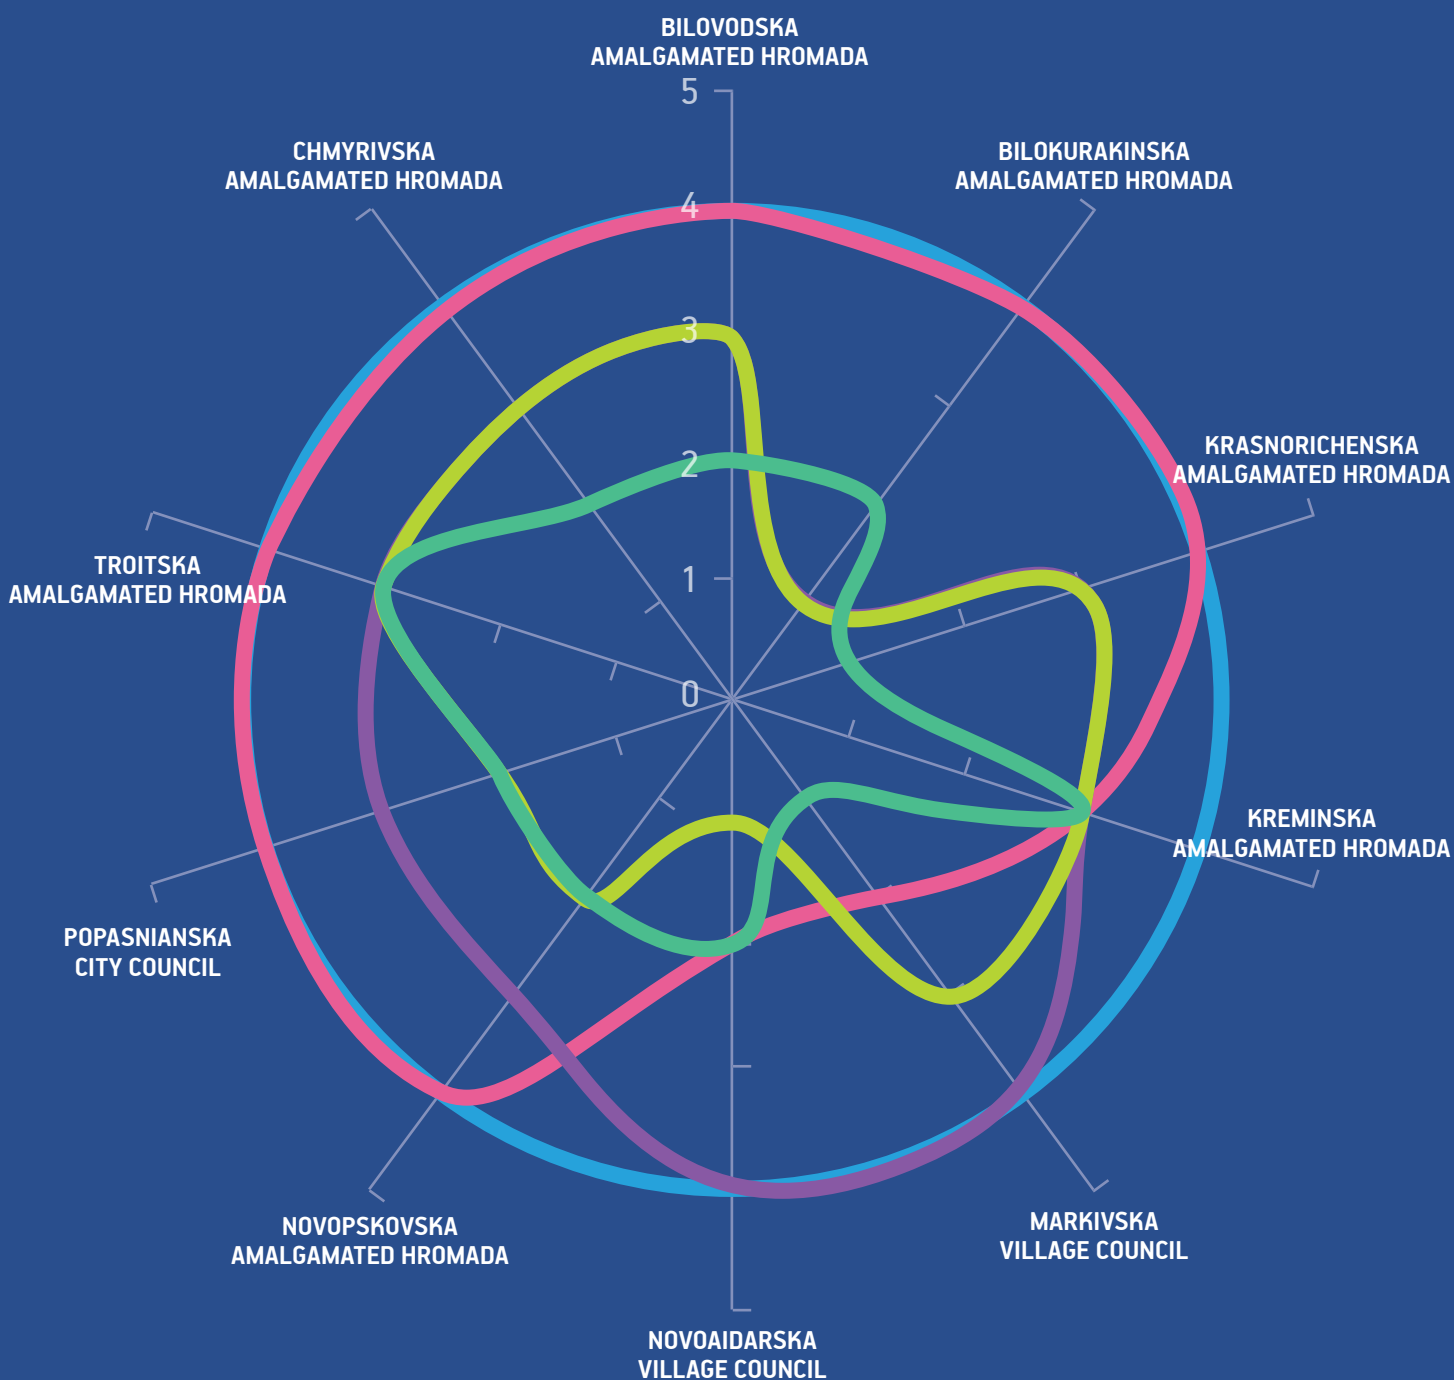 BILOVODSKA
AMALGAMATED HROMADA
5
CHMYRIVSKA
AMALGAMATED HROMADA
BILOKURAKINSKA
AMALGAMATED HROMADA
4
3
KRASNORICHENSKA
AMALGAMATED HROMADA
2
TROITSKA
AMALGAMATED HROMADA
1
0
KREMINSKA
AMALGAMATED HROMADA
POPASNIANSKA
CITY COUNCIL
NOVOPSKOVSKA
AMALGAMATED HROMADA
MARKIVSKA
VILLAGE COUNCIL
NOVOAIDARSKA
VILLAGE COUNCIL